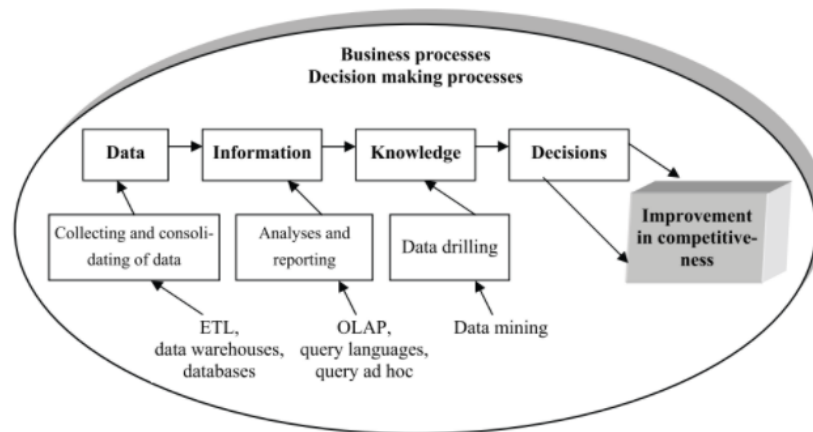 Business processes
Decision making processes
Data
Information
Knowledge
Decisions
Improvement
in competitive-
ness
Collecting and consoli-
dating of data
Analyses and
reporting
Data drilling
ETL,
data warehouses,
databases
OLAP,
query languages,
query ad hoc
Data mining